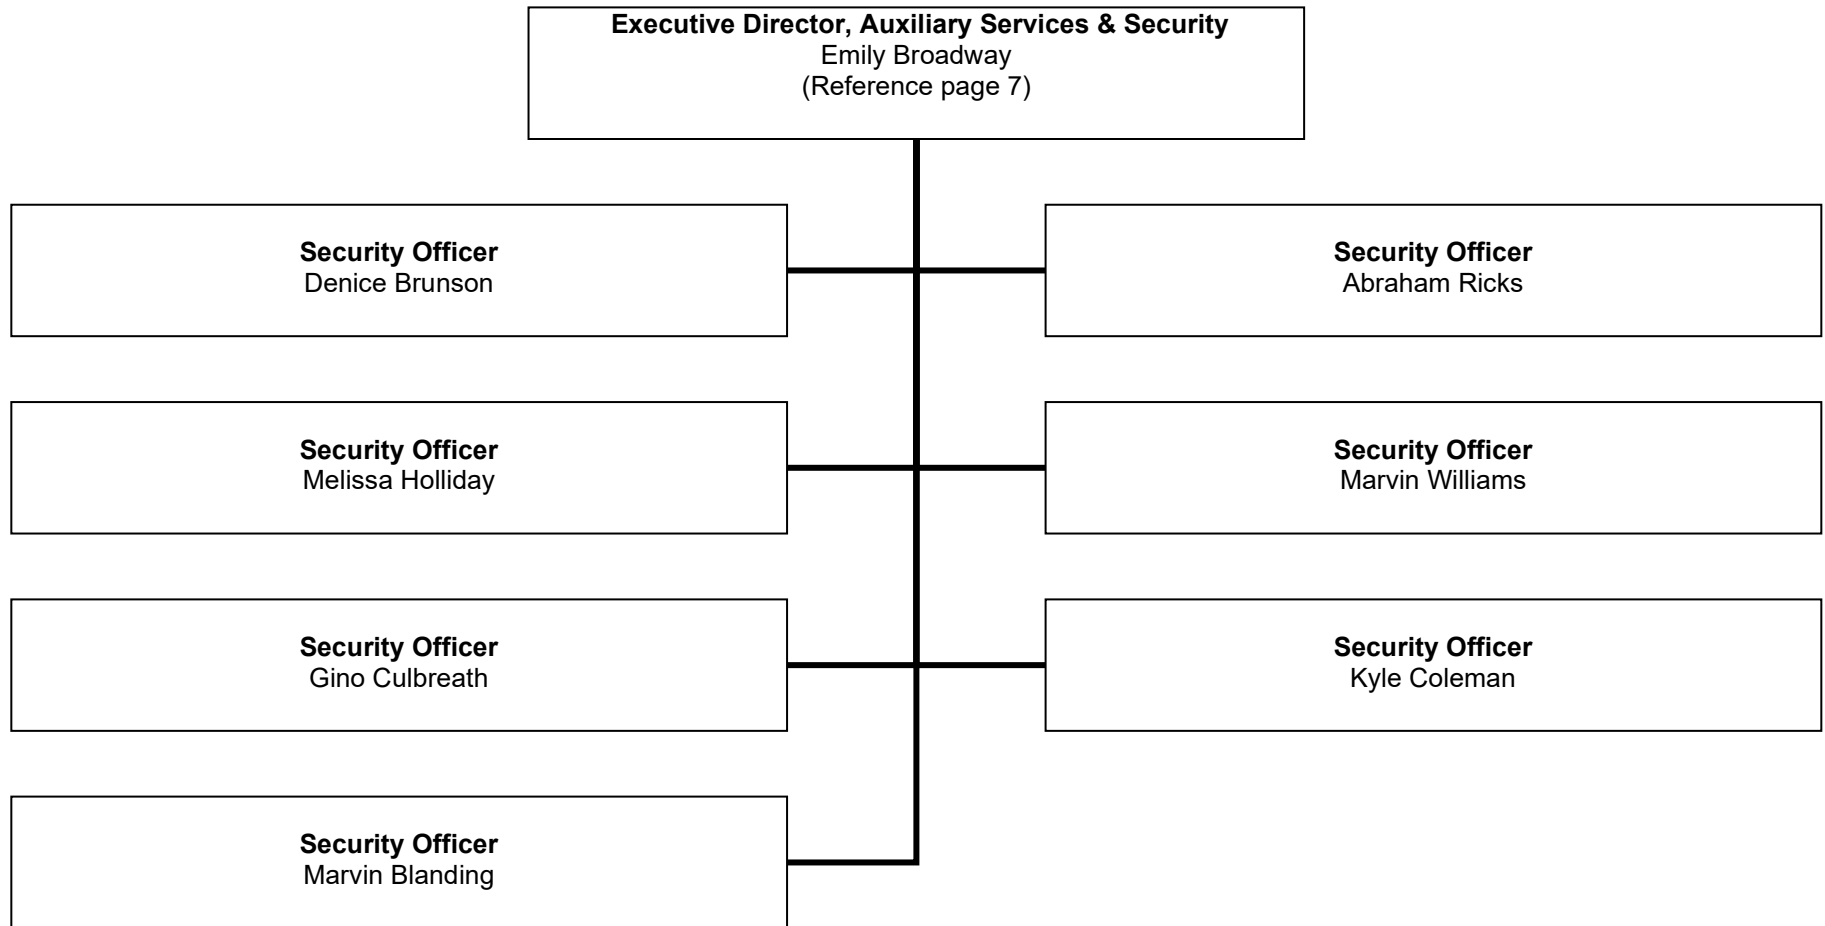 Executive Director, Auxiliary Services & Security
Emily Broadway
(Reference page 7)
Security Officer
Denice Brunson
Security Officer
Abraham Ricks
Security Officer
Melissa Holliday
Security Officer
Marvin Williams
Security Officer
Gino Culbreath
Security Officer
Kyle Coleman
Security Officer
Marvin Blanding